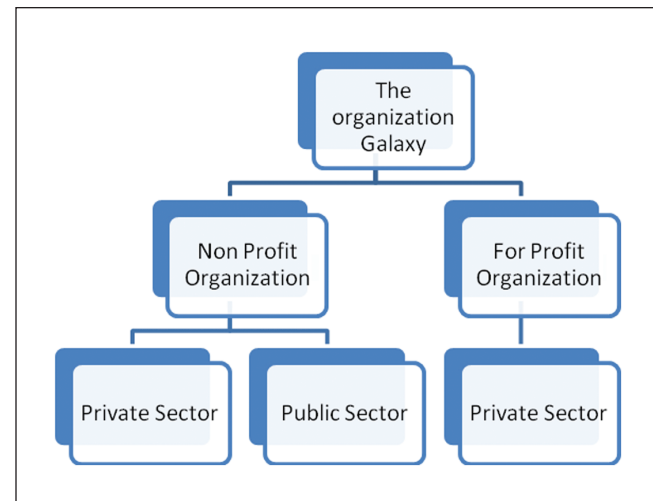 The
organization
Galaxy
Non Profit
Organization
For Profit
Organization
Private Sector
Public Sector
Private Sector